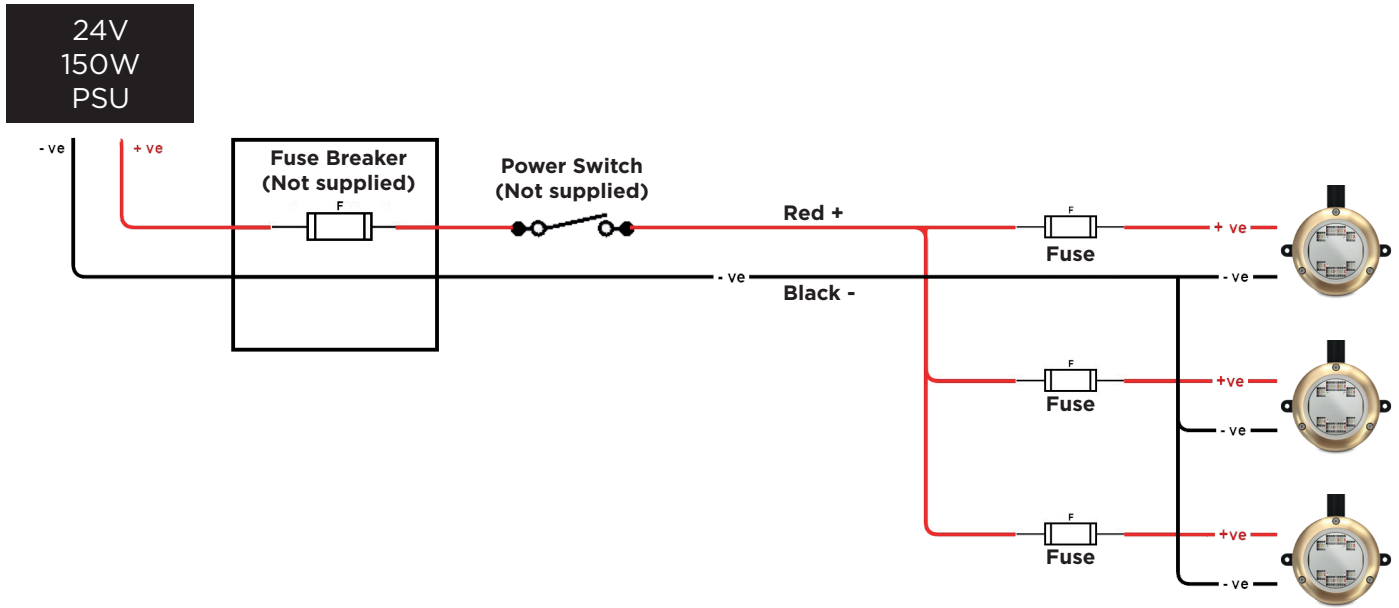 24V
150W
PSU
- ve
+ ve
Fuse Breaker
(Not supplied)
F
Power Switch
(Not supplied)
Red +
F
Fuse
+ ve
- ve
Black -
- ve
F
Fuse
+ve
- ve
F
Fuse
+ve
- ve